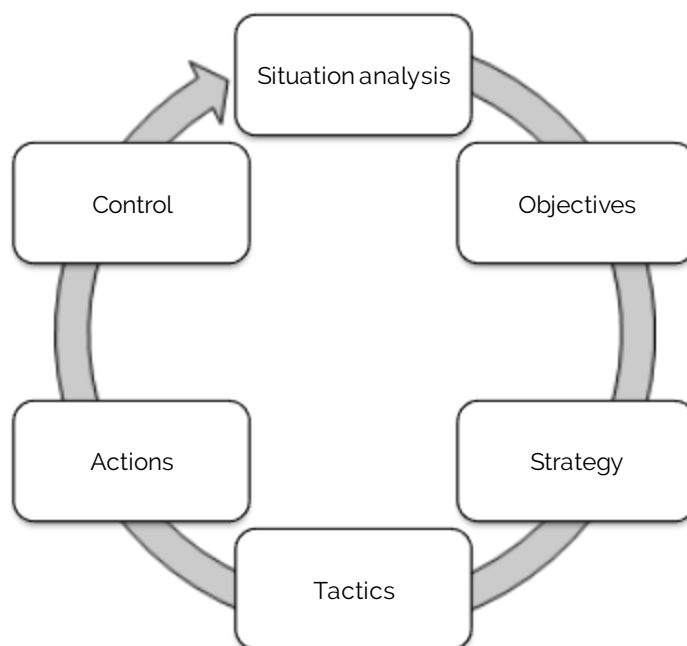 Situation analysis
Objectives
Strategy
Tactics
Actions
Control